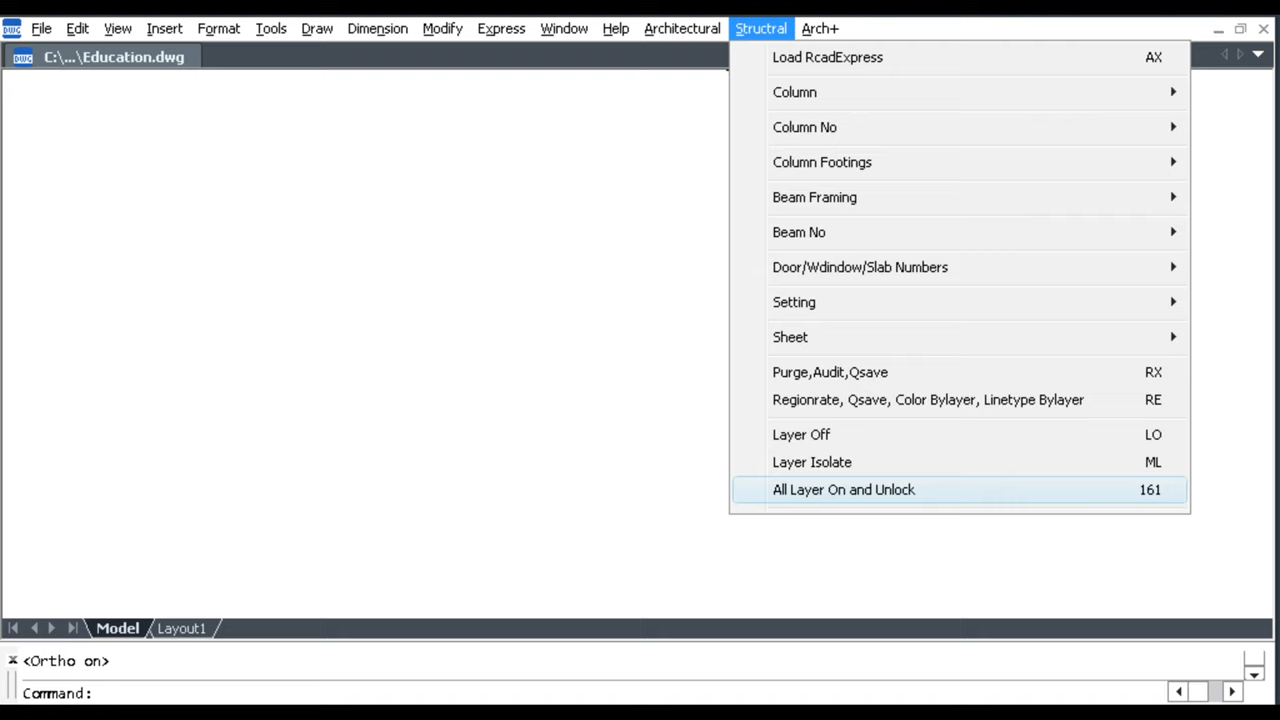 DWG File Edit View Insert Format Tools Draw Dimension Modify Express Window Help Architectural Structral Arch+
DWG C:\...\Education.dwg
Load RcadExpress AX
Column
Column No
Column Footings
Beam Framing
Beam No
Door/Wdindow/Slab Numbers
Setting
Sheet
Purge,Audit,Qsave RX
Regionrate, Qsave, Color Bylayer, Linetype Bylayer RE
Layer Off LO
Layer Isolate ML
All Layer On and Unlock 161
Model Layout1
<Ortho on>
Command: